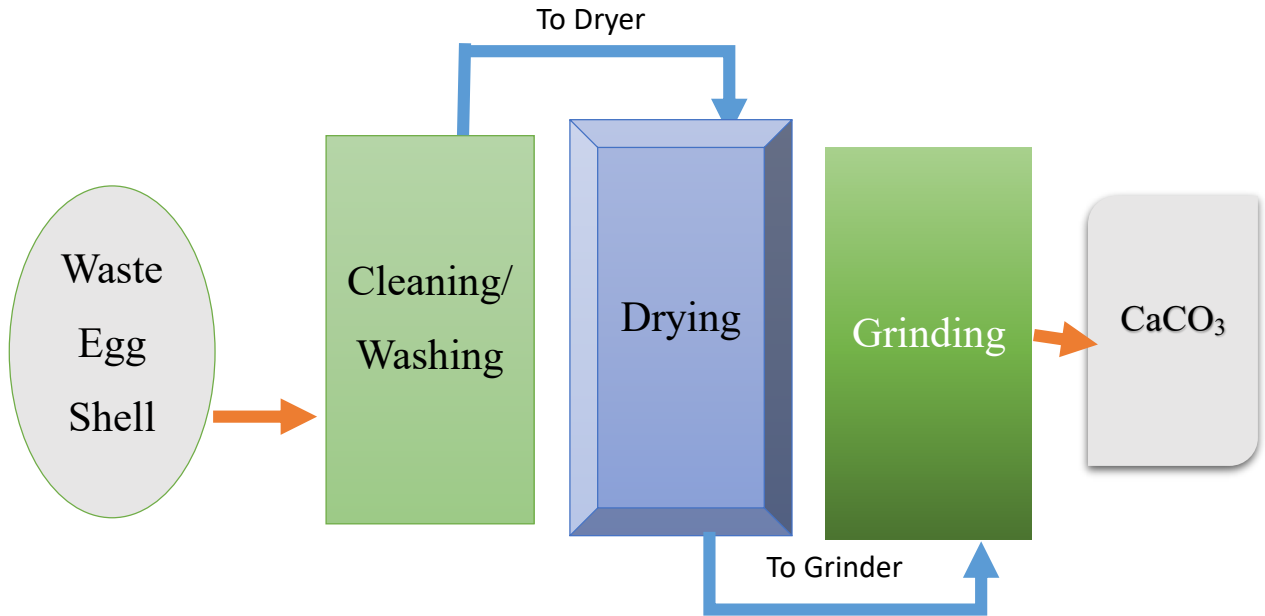 To Dryer
Waste
Egg
Shell
Cleaning/
Washing
Drying
Grinding
CaCO₃
To Grinder